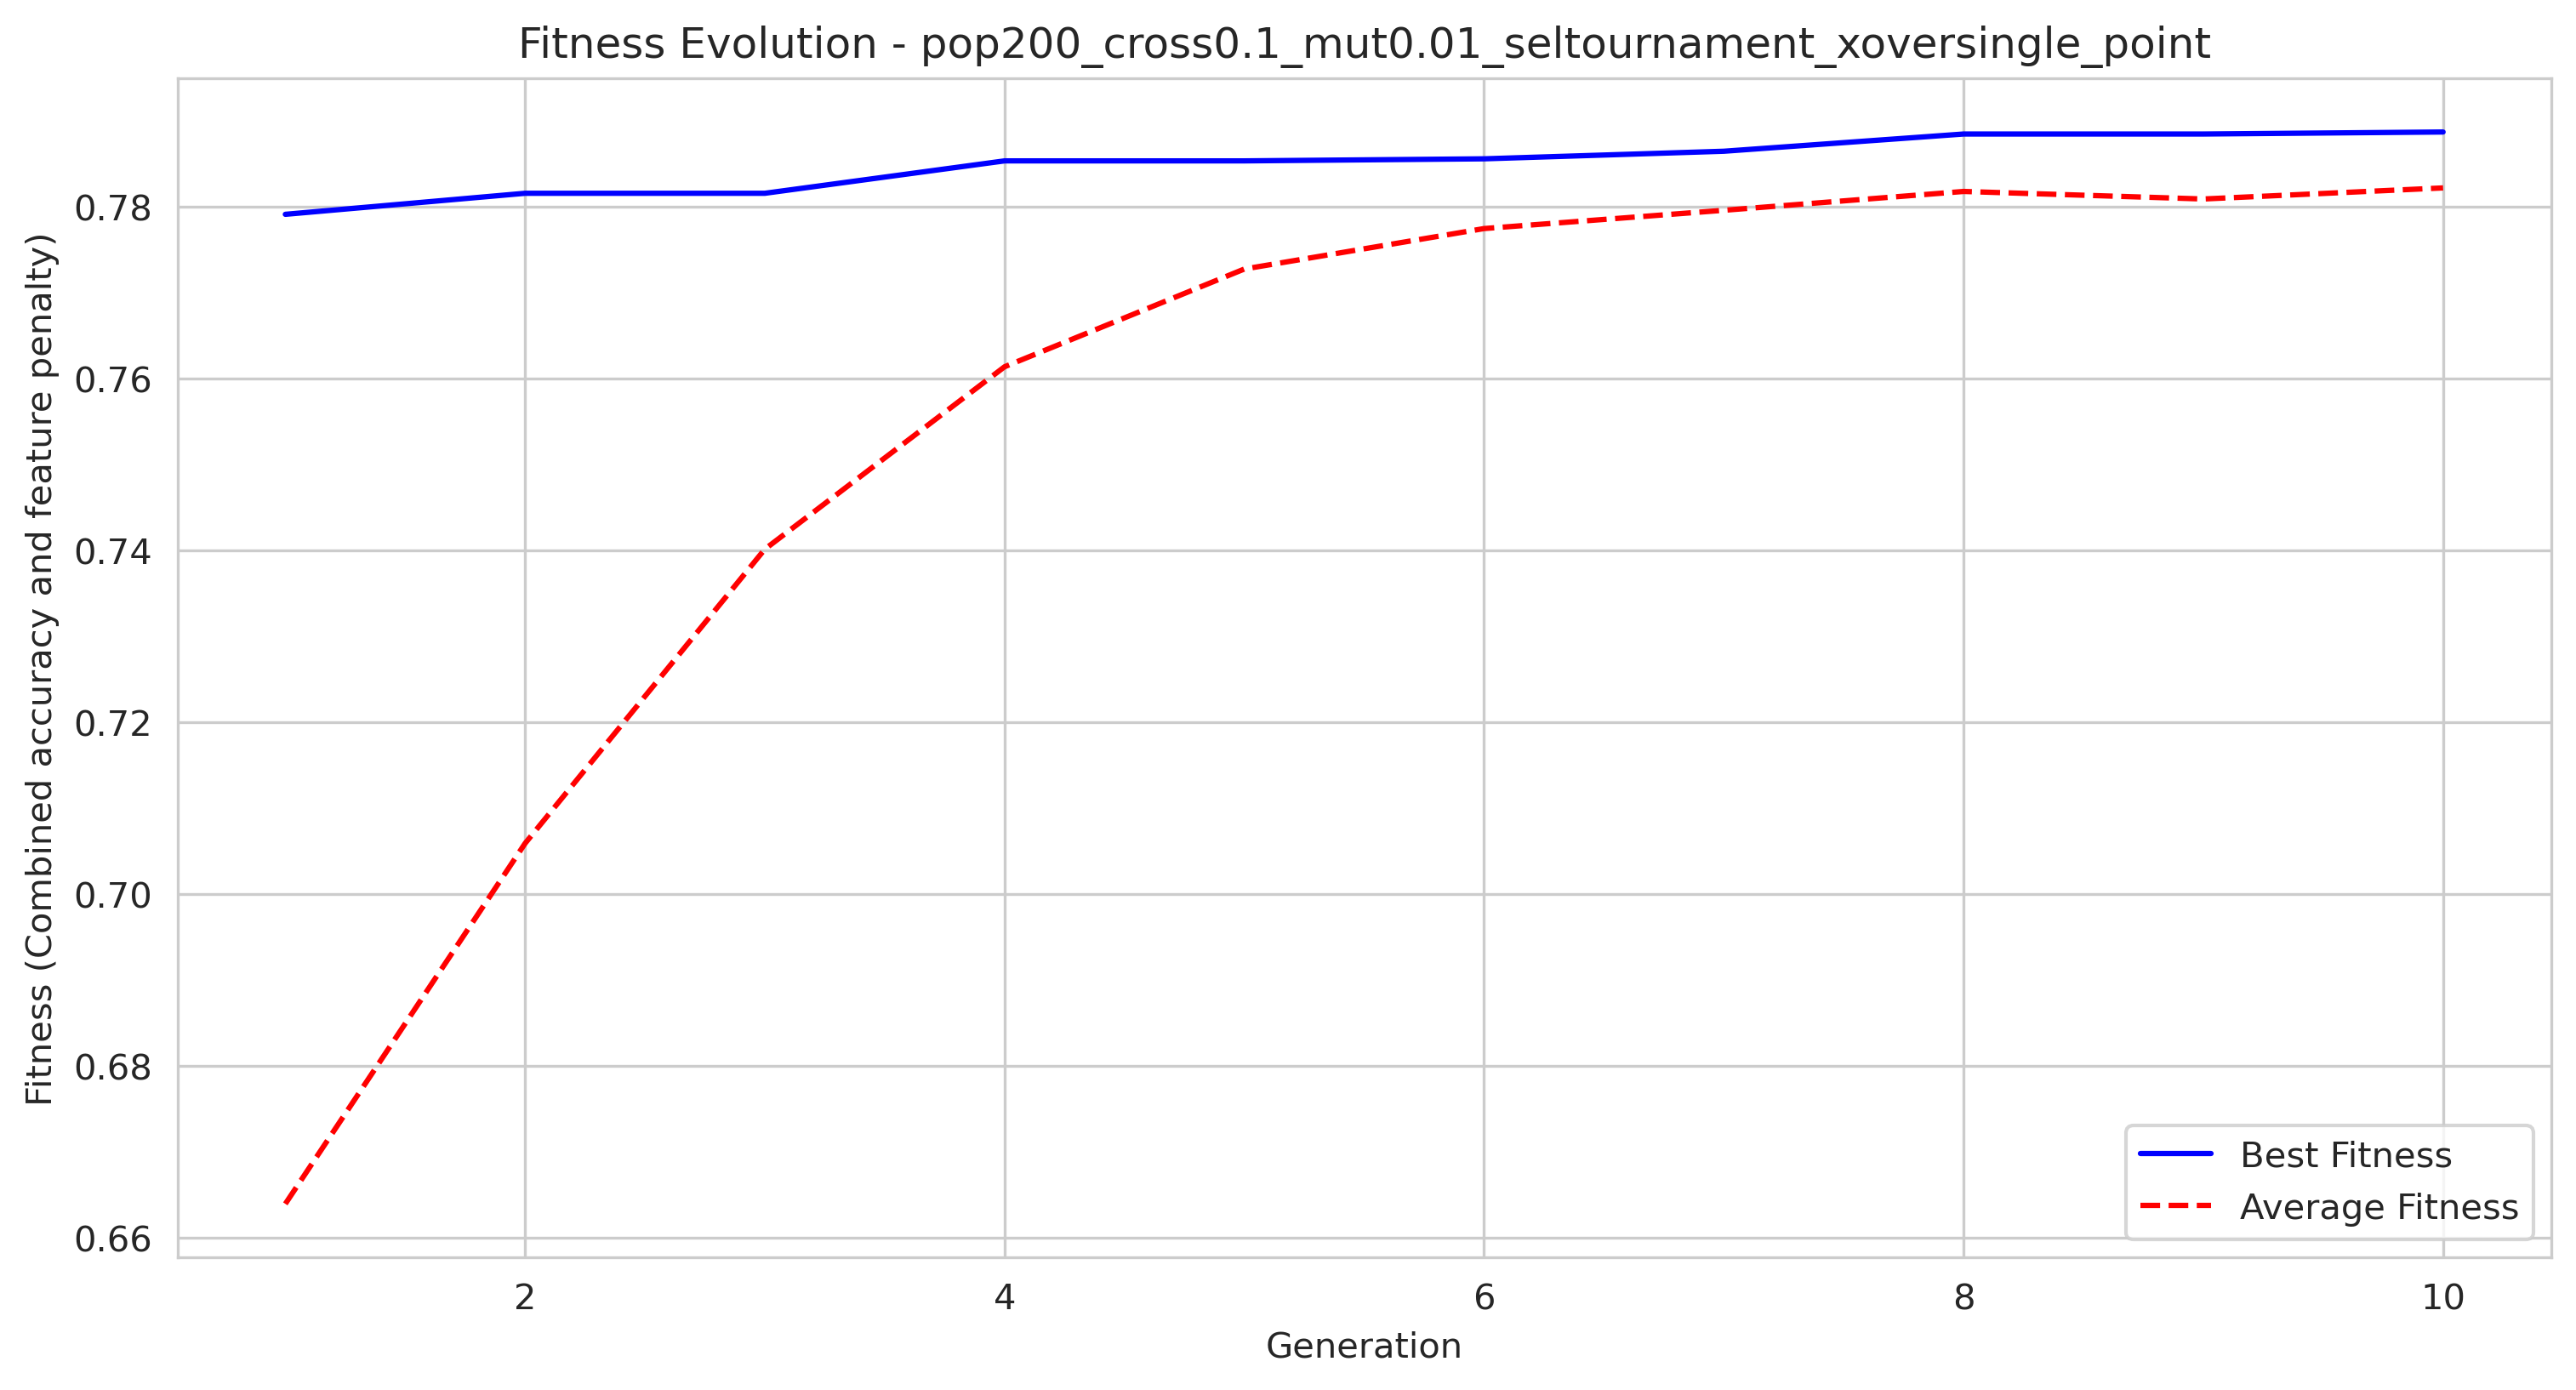 Fitness Evolution - pop200_cross0.1_mut0.01_seltournament_xoversingle_point
Fitness (Combined accuracy and feature penalty)
0.78
0.76
0.74
0.72
0.70
0.68
0.66
2
4
6
8
10
Generation
Best Fitness
Average Fitness